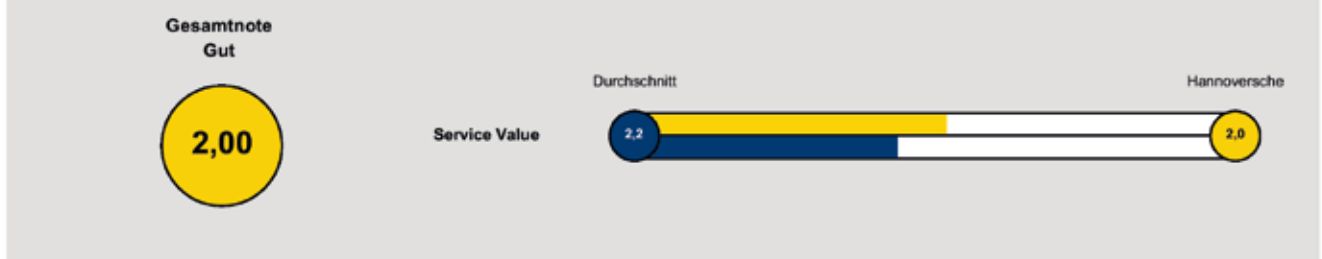 Gesamtnote
Gut
2,00
Durchschnitt
Hannoversche
Service Value
2,2
2,0